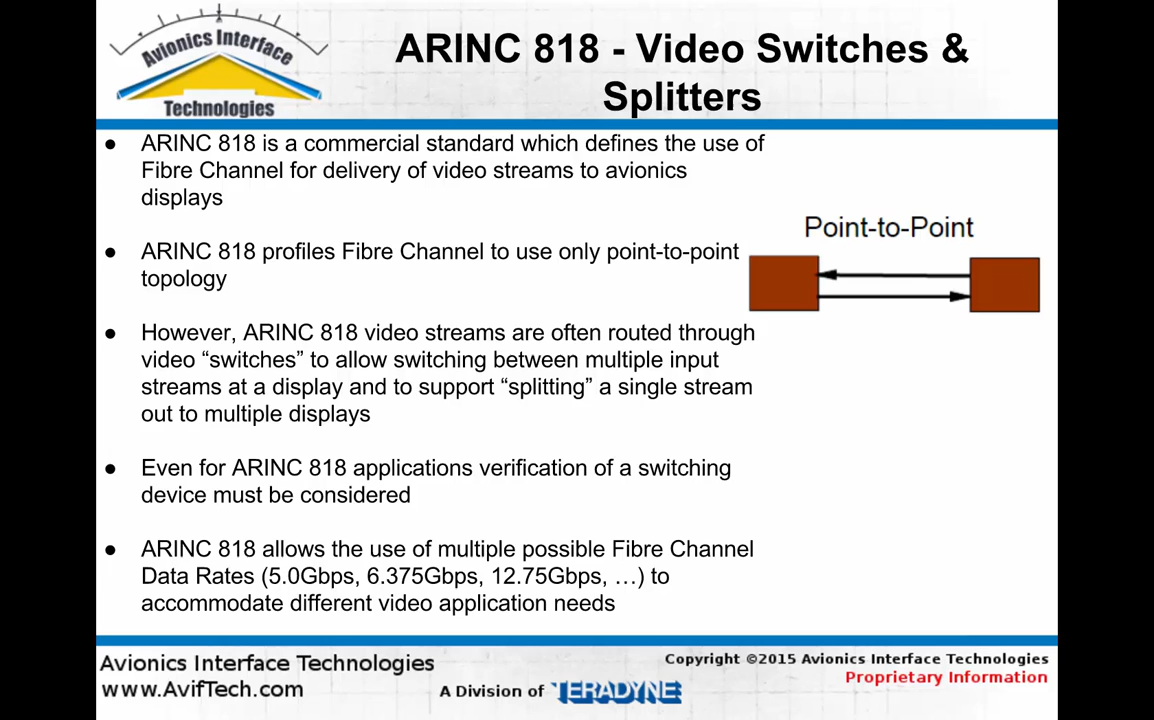 Avionics Interface
Technologies
ARINC 818 - Video Switches &
Splitters
● ARINC 818 is a commercial standard which defines the use of
Fibre Channel for delivery of video streams to avionics
displays
● ARINC 818 profiles Fibre Channel to use only point-to-point
topology
Point-to-Point
● However, ARINC 818 video streams are often routed through
video “switches” to allow switching between multiple input
streams at a display and to support “splitting” a single stream
out to multiple displays
● Even for ARINC 818 applications verification of a switching
device must be considered
● ARINC 818 allows the use of multiple possible Fibre Channel
Data Rates (5.0Gbps, 6.375Gbps, 12.75Gbps, …) to
accommodate different video application needs
Avionics Interface Technologies
www.AvifTech.com
A Division of TERADYNE
Copyright ©2015 Avionics Interface Technologies
Proprietary Information